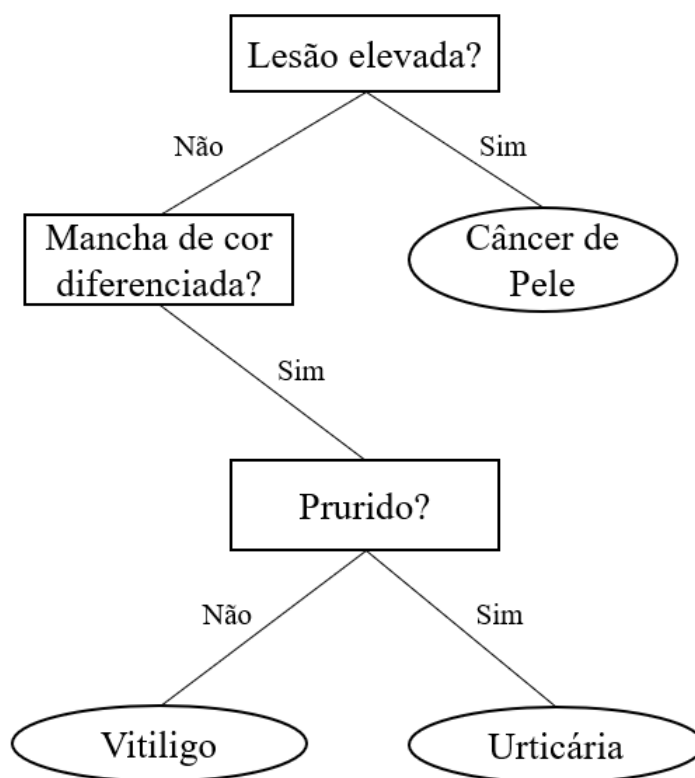 Lesão elevada?
Não
Sim
Mancha de cor
diferenciada?
Câncer de
Pele
Sim
Prurido?
Não
Sim
Vitiligo
Urticária